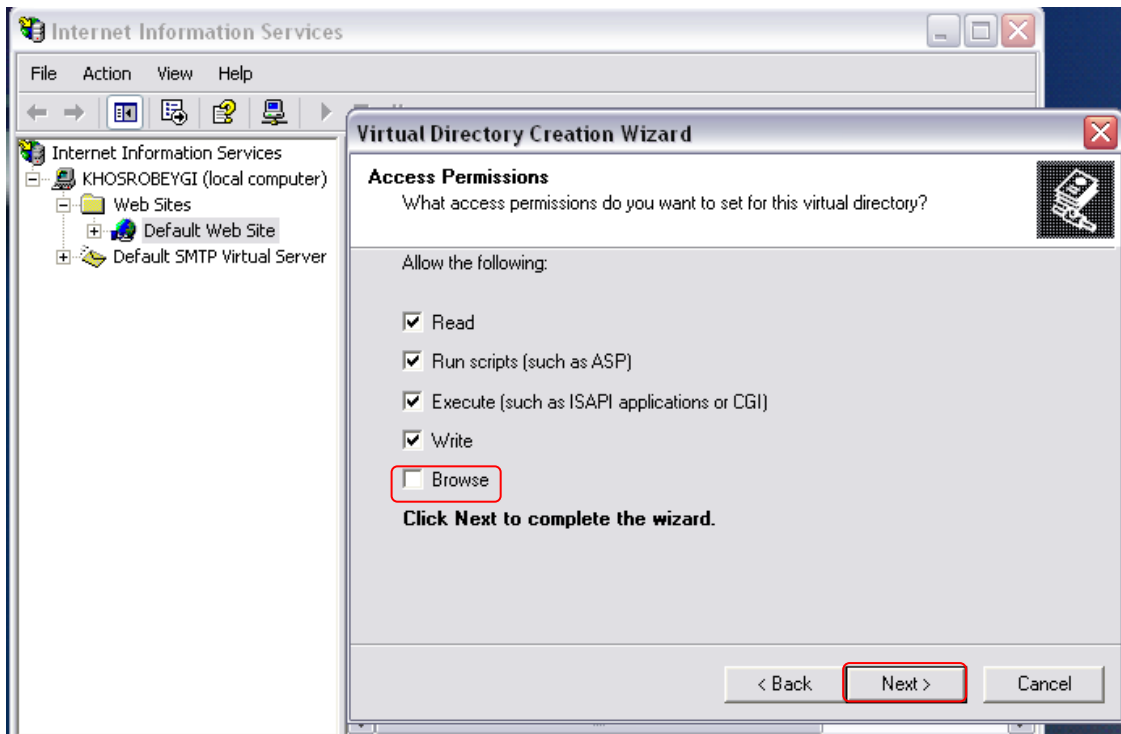 Internet Information Services
File Action View Help
Internet Information Services
KHOSROBEYGI (local computer)
Web Sites
Default Web Site
Default SMTP Virtual Server
Virtual Directory Creation Wizard
Access Permissions
What access permissions do you want to set for this virtual directory?
Allow the following:
Read
Run scripts (such as ASP)
Execute (such as ISAPI applications or CGI)
Write
Browse
Click Next to complete the wizard.
< Back Next > Cancel